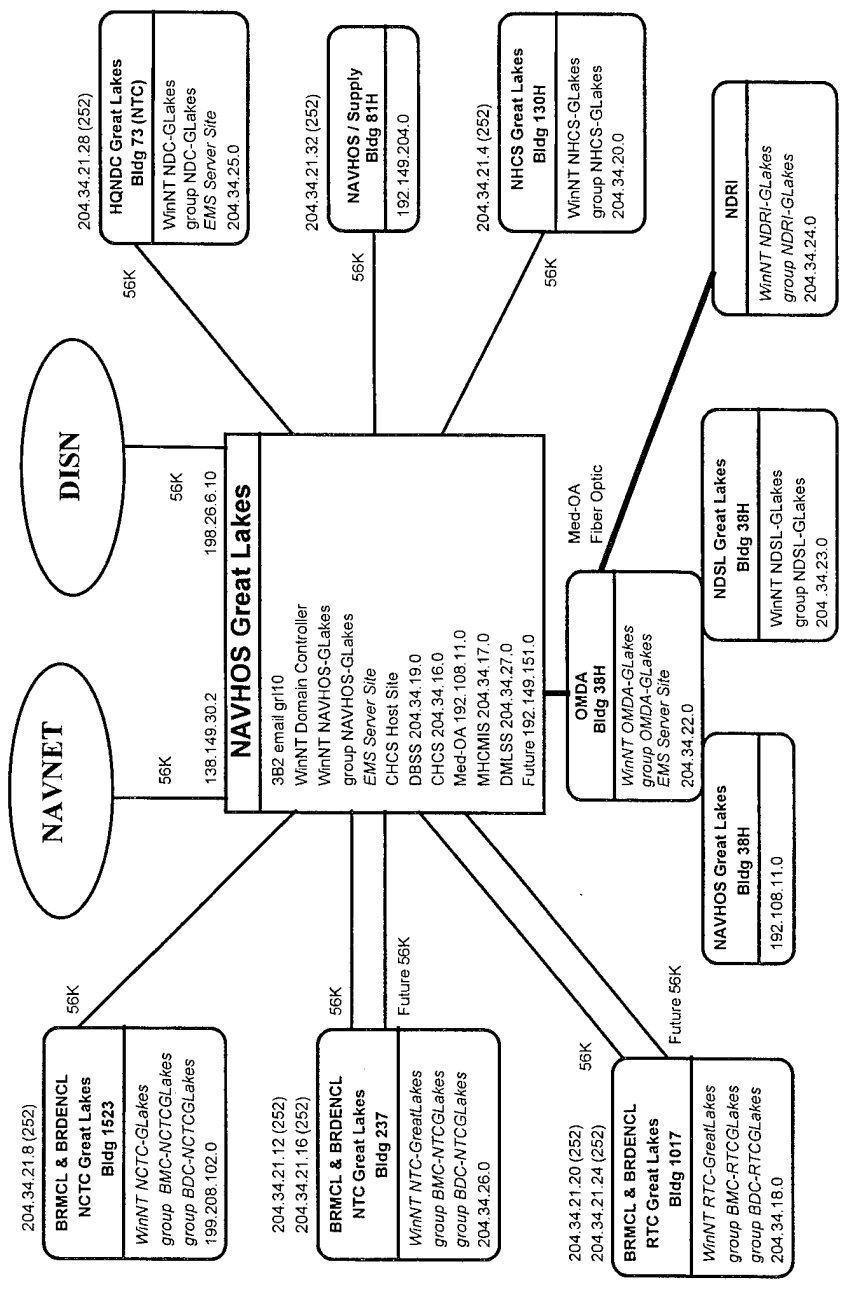 NAVNET
DISN
56K
56K
138.149.30.2
198.26.6.10
NAVHOS Great Lakes
3B2 email grl10
WinNT Domain Controller
WinNT NAVHOS-GLakes
group NAVHOS-GLakes
EMS Server Site
CHCS Host Site
DBSS 204.34.19.0
CHCS 204.34.16.0
Med-OA 192.108.11.0
MHCMIS 204.34.17.0
DMLSS 204.34.27.0
Future 192.149.151.0
204.34.21.8 (252)
BRMCL & BRDENCL
NCTC Great Lakes
Bldg 1523
WinNT NCTC-GLakes
group BMC-NCTCGLakes
group BDC-NCTCGLakes
199.208.102.0
56K
204.34.21.12 (252)
204.34.21.16 (252)
BRMCL & BRDENCL
NTC Great Lakes
Bldg 237
WinNT NTC-GreatLakes
group BMC-NTCGLakes
group BDC-NTCGLakes
204.34.26.0
56K
Future 56K
204.34.21.20 (252)
204.34.21.24 (252)
BRMCL & BRDENCL
RTC Great Lakes
Bldg 1017
WinNT RTC-GreatLakes
group BMC-RTCGLakes
group BDC-RTCGLakes
204.34.18.0
56K
Future 56K
204.34.21.28 (252)
HQNDC Great Lakes
Bldg 73 (NTC)
WinNT NDC-GLakes
group NDC-GLakes
EMS Server Site
204.34.25.0
56K
204.34.21.32 (252)
NAVHOS / Supply
Bldg 81H
192.149.204.0
56K
204.34.21.4 (252)
NHCS Great Lakes
Bldg 130H
WinNT NHCS-GLakes
group NHCS-GLakes
204.34.20.0
56K
Med-OA
Fiber Optic
OMDA
Bldg 38H
WinNT OMDA-GLakes
group OMDA-GLakes
EMS Server Site
204.34.22.0
NAVHOS Great Lakes
Bldg 38H
192.108.11.0
NDSL Great Lakes
Bldg 38H
WinNT NDSL-GLakes
group NDSL-GLakes
204.34.23.0
NDRI
WinNT NDRI-GLakes
group NDRI-GLakes
204.34.24.0